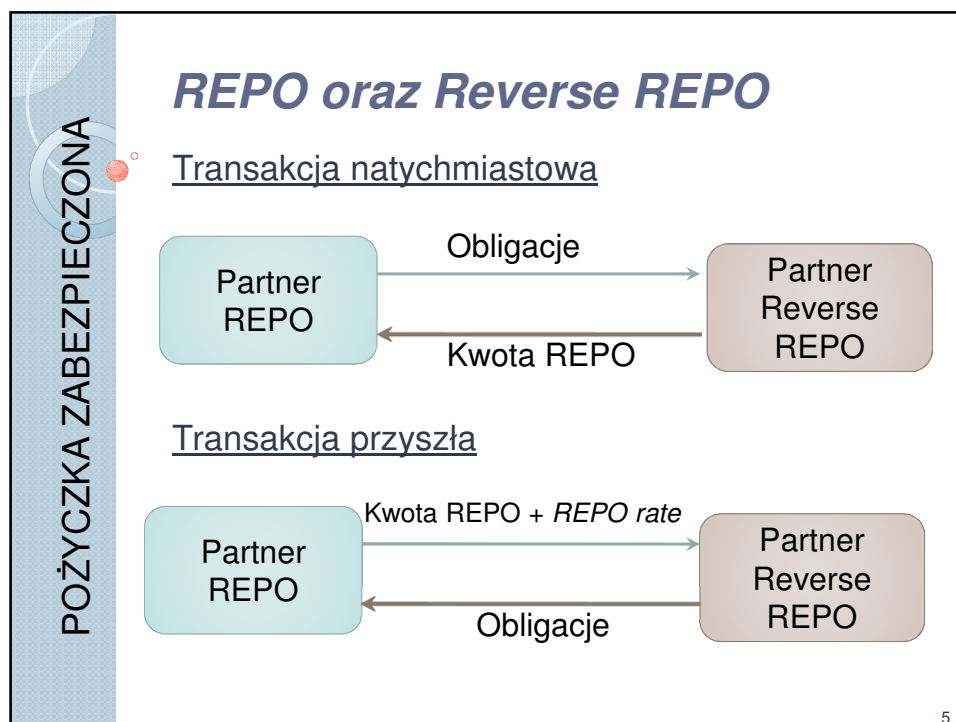 POŻYCZKA ZABEZPIECZONA
REPO oraz Reverse REPO
Transakcja natychmiastowa
Partner
REPO
Obligacje
Kwota REPO
Partner
Reverse
REPO
Transakcja przyszła
Partner
REPO
Kwota REPO + REPO rate
Obligacje
Partner
Reverse
REPO
5